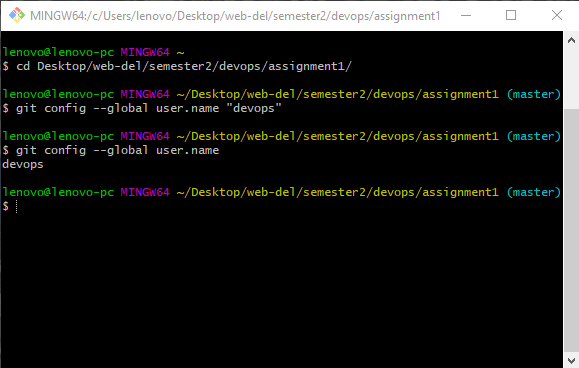 MINGW64:/c/Users/lenovo/Desktop/web-del/semester2/devops/assignment1
lenovo@lenovo-pc MINGW64 ~
$ cd Desktop/web-del/semester2/devops/assignment1/
lenovo@lenovo-pc MINGW64 ~/Desktop/web-del/semester2/devops/assignment1 (master)
$ git config --global user.name "devops"
lenovo@lenovo-pc MINGW64 ~/Desktop/web-del/semester2/devops/assignment1 (master)
$ git config --global user.name
devops
lenovo@lenovo-pc MINGW64 ~/Desktop/web-del/semester2/devops/assignment1 (master)
$